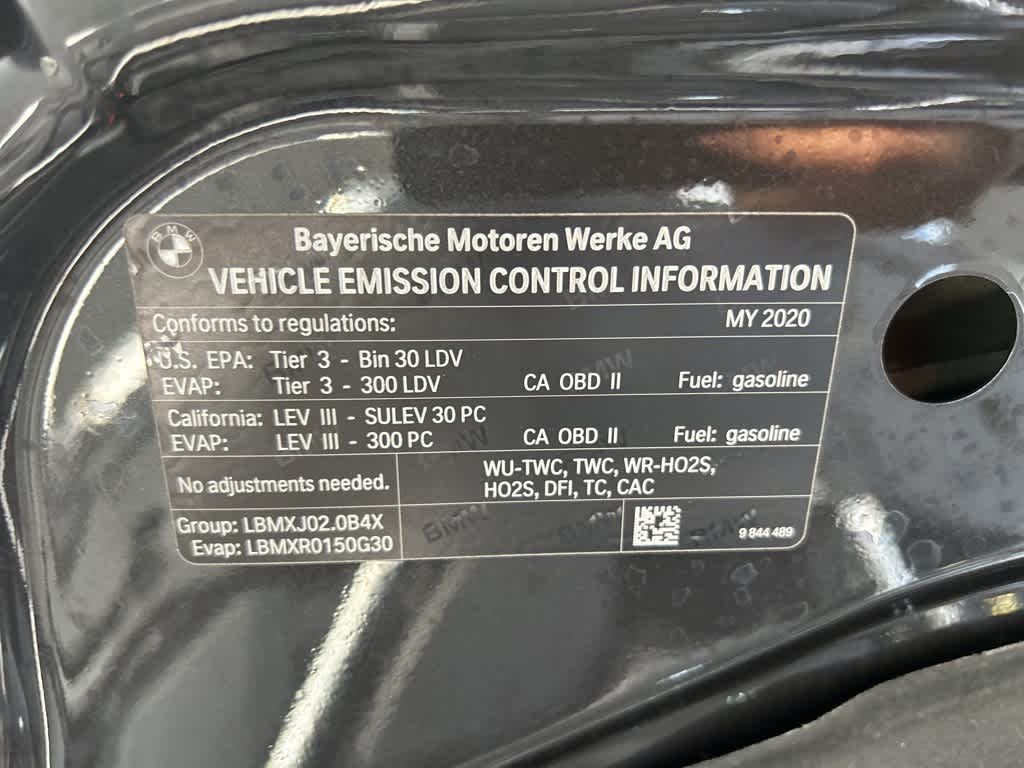 BMW
Bayerische Motoren Werke AG
VEHICLE EMISSION CONTROL INFORMATION
Conforms to regulations: MY 2020
U.S. EPA: Tier 3 - Bin 30 LDV
EVAP: Tier 3 - 300 LDV CA OBD II Fuel: gasoline
California: LEV III - SULEV 30 PC
EVAP: LEV III - 300 PC CA OBD II Fuel: gasoline
No adjustments needed.
WU-TWC, TWC, WR-HO2S,
HO2S, DFI, TC, CAC
Group: LBMXJ02.0B4X
Evap: LBMXR0150G30
9 844 489